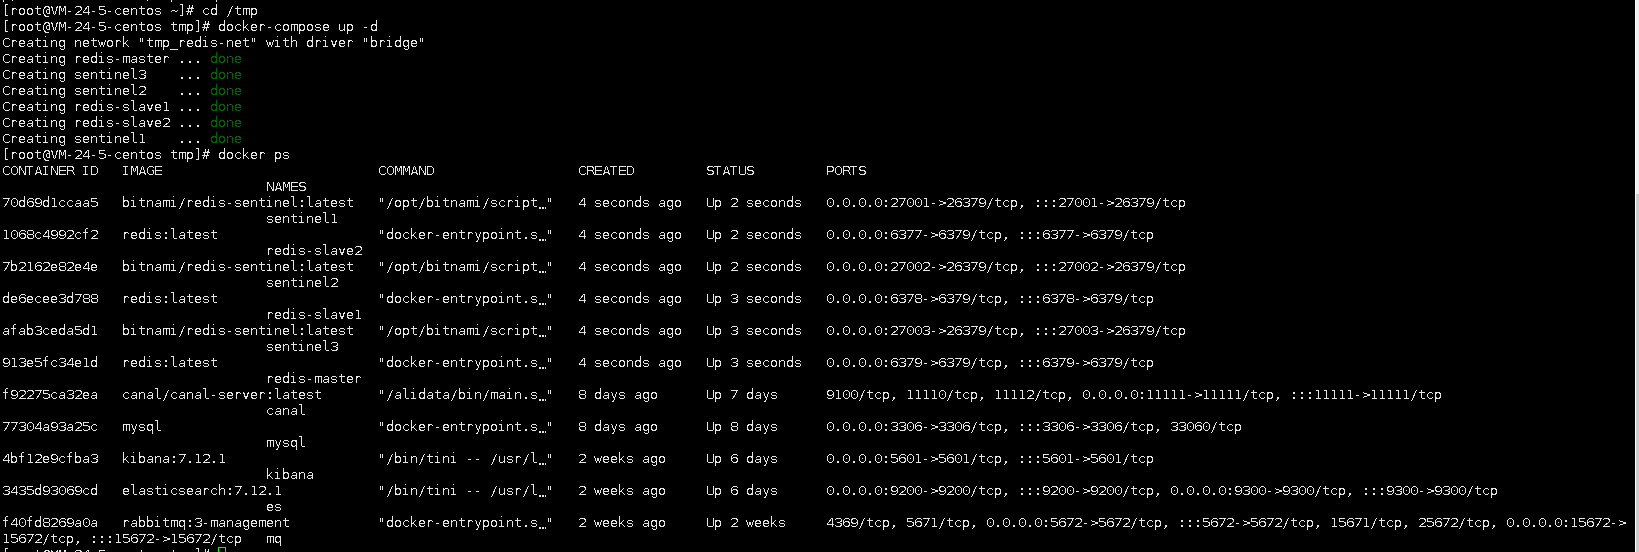 [root@VM-24-5-centos ~]# cd /tmp
[root@VM-24-5-centos tmp]# docker-compose up -d
Creating network "tmp_redis-net" with driver "bridge"
Creating redis-master ... done
Creating sentinel3    ... done
Creating sentinel2    ... done
Creating redis-slave1 ... done
Creating redis-slave2 ... done
Creating sentinel1    ... done
[root@VM-24-5-centos tmp]# docker ps
CONTAINER ID   IMAGE                           COMMAND                  CREATED         STATUS         PORTS
                                 NAMES
70d69d1ccaa5   bitnami/redis-sentinel:latest   "/opt/bitnami/script…"   4 seconds ago   Up 2 seconds   0.0.0.0:27001->26379/tcp, :::27001->26379/tcp
                                 sentinel1
1068c4992cf2   redis:latest                    "docker-entrypoint.s…"   4 seconds ago   Up 2 seconds   0.0.0.0:6377->6379/tcp, :::6377->6379/tcp
                                 redis-slave2
7b2162e82e4e   bitnami/redis-sentinel:latest   "/opt/bitnami/script…"   4 seconds ago   Up 2 seconds   0.0.0.0:27002->26379/tcp, :::27002->26379/tcp
                                 sentinel2
de6ecee3d788   redis:latest                    "docker-entrypoint.s…"   4 seconds ago   Up 3 seconds   0.0.0.0:6378->6379/tcp, :::6378->6379/tcp
                                 redis-slave1
afab3ceda5d1   bitnami/redis-sentinel:latest   "/opt/bitnami/script…"   4 seconds ago   Up 3 seconds   0.0.0.0:27003->26379/tcp, :::27003->26379/tcp
                                 sentinel3
913e5fc34e1d   redis:latest                    "docker-entrypoint.s…"   4 seconds ago   Up 3 seconds   0.0.0.0:6379->6379/tcp, :::6379->6379/tcp
                                 redis-master
f92275ca32ea   canal/canal-server:latest       "/alidata/bin/main.s…"   8 days ago      Up 7 days      9100/tcp, 11110/tcp, 11112/tcp, 0.0.0.0:11111->11111/tcp, :::11111->11111/tcp
                                 canal
77304a93a25c   mysql                           "docker-entrypoint.s…"   8 days ago      Up 8 days      0.0.0.0:3306->3306/tcp, :::3306->3306/tcp, 33060/tcp
                                 mysql
4bf12e9cfba3   kibana:7.12.1                   "/bin/tini -- /usr/l…"   2 weeks ago     Up 6 days      0.0.0.0:5601->5601/tcp, :::5601->5601/tcp
                                 kibana
3435d93069cd   elasticsearch:7.12.1            "/bin/tini -- /usr/l…"   2 weeks ago     Up 6 days      0.0.0.0:9200->9200/tcp, :::9200->9200/tcp, 0.0.0.0:9300->9300/tcp, :::9300->9300/tcp
                                 es
f40fd8269a0a   rabbitmq:3-management           "docker-entrypoint.s…"   2 weeks ago     Up 2 weeks     4369/tcp, 5671/tcp, 0.0.0.0:5672->5672/tcp, :::5672->5672/tcp, 15671/tcp, 25672/tcp, 0.0.0.0:15672->
15672/tcp, :::15672->15672/tcp   mq